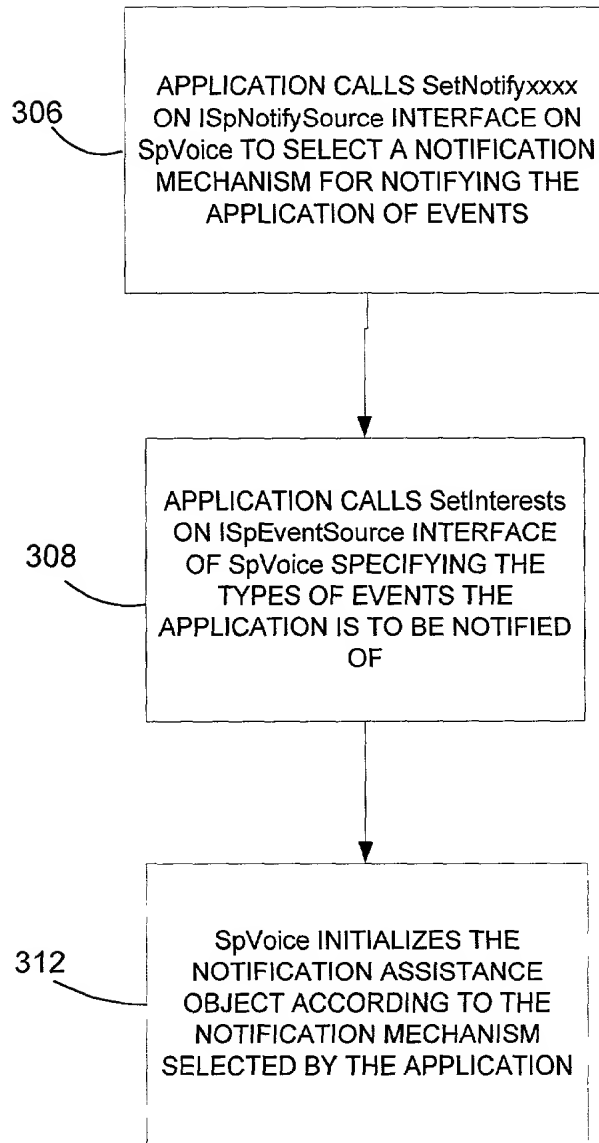 306
APPLICATION CALLS SetNotifyxxxx
ON ISpNotifySource INTERFACE ON
SpVoice TO SELECT A NOTIFICATION
MECHANISM FOR NOTIFYING THE
APPLICATION OF EVENTS
308
APPLICATION CALLS SetInterests
ON ISpEventSource INTERFACE
OF SpVoice SPECIFYING THE
TYPES OF EVENTS THE
APPLICATION IS TO BE NOTIFIED
OF
312
SpVoice INITIALIZES THE
NOTIFICATION ASSISTANCE
OBJECT ACCORDING TO THE
NOTIFICATION MECHANISM
SELECTED BY THE APPLICATION